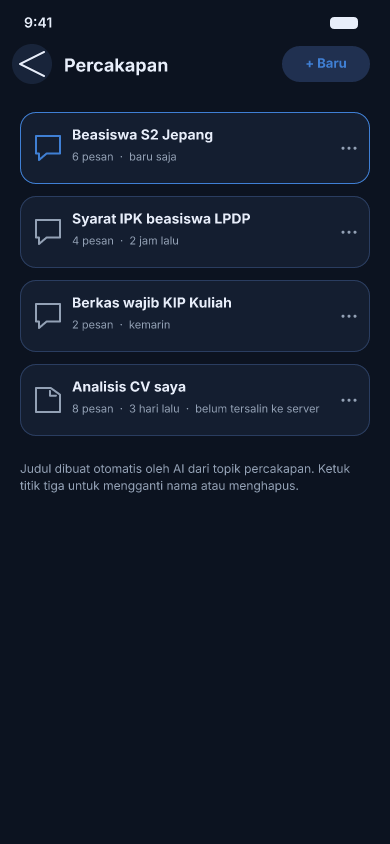 9:41
Percakapan
+ Baru
Beasiswa S2 Jepang
6 pesan · baru saja
Syarat IPK beasiswa LPDP
4 pesan · 2 jam lalu
Berkas wajib KIP Kuliah
2 pesan · kemarin
Analisis CV saya
8 pesan · 3 hari lalu · belum tersalin ke server
Judul dibuat otomatis oleh AI dari topik percakapan. Ketuk
titik tiga untuk mengganti nama atau menghapus.